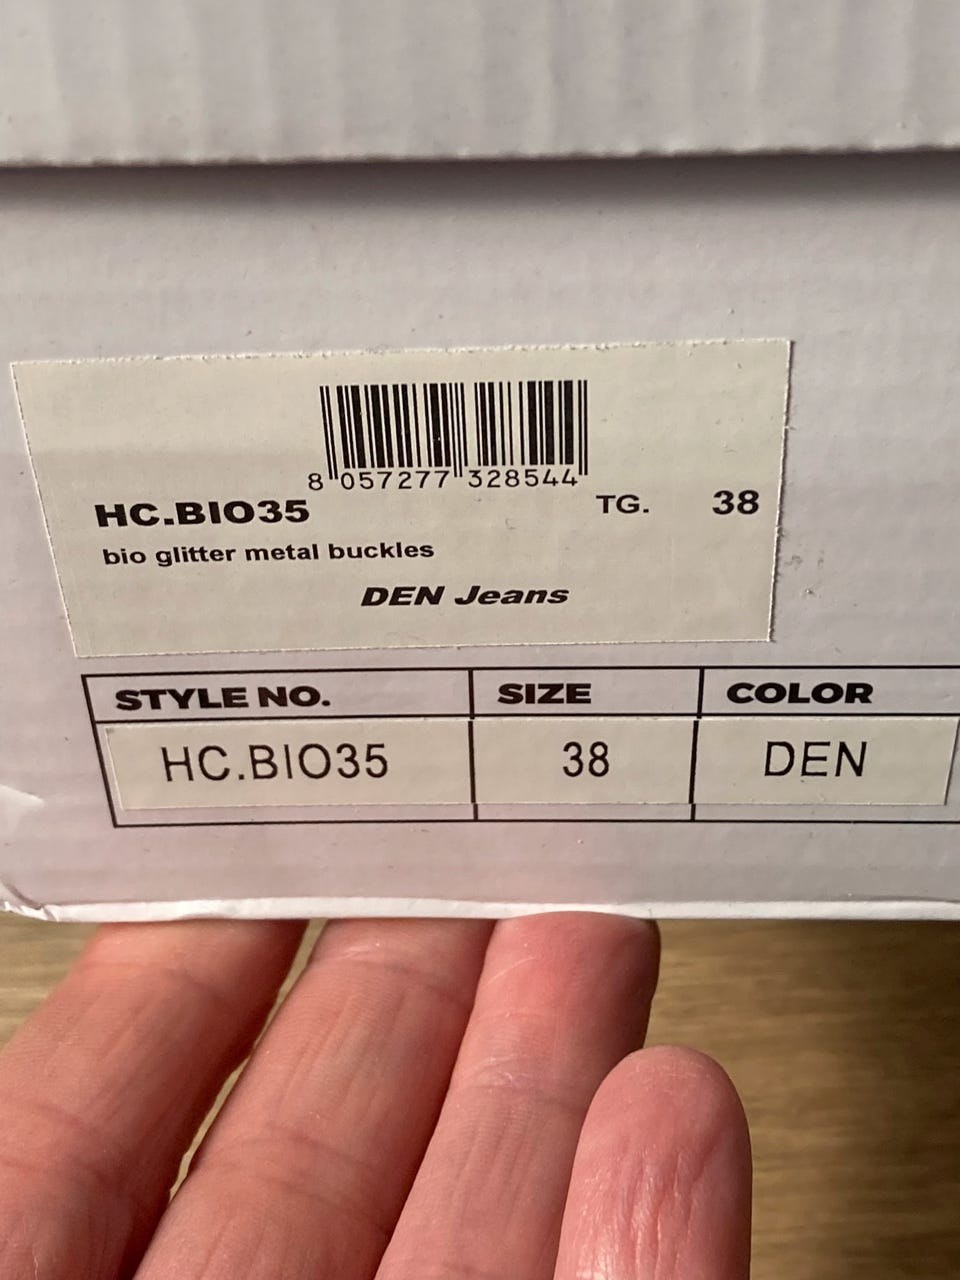 8 057277 328544
HC.BIO35 TG. 38
bio glitter metal buckles
DEN Jeans
STYLE NO. SIZE COLOR
HC.BIO35 38 DEN